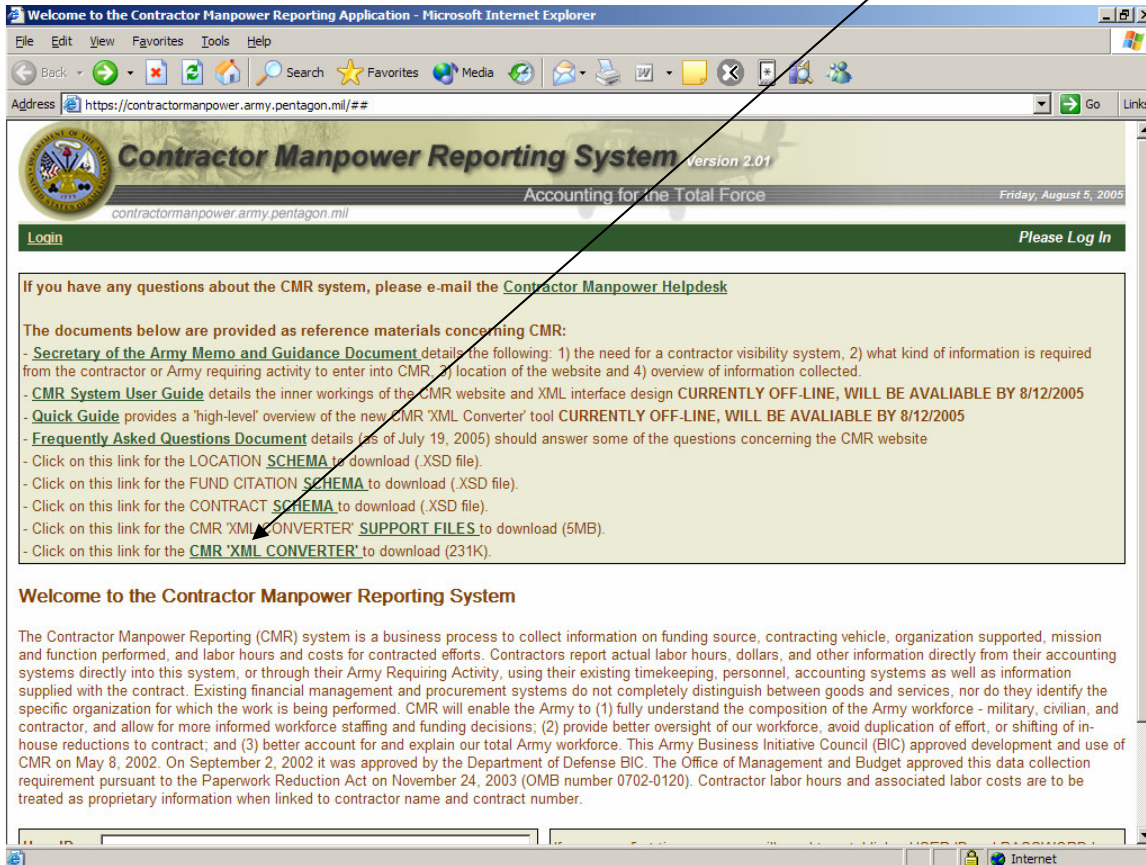 Welcome to the Contractor Manpower Reporting Application - Microsoft Internet Explorer
File Edit View Favorites Tools Help
Back Search Favorites Media
Address https://contractormanpower.army.pentagon.mil/## Go Links
Contractor Manpower Reporting System Version 2.01
Accounting for the Total Force Friday, August 5, 2005
contractormanpower.army.pentagon.mil
Login Please Log In
If you have any questions about the CMR system, please e-mail the Contractor Manpower Helpdesk
The documents below are provided as reference materials concerning CMR:
- Secretary of the Army Memo and Guidance Document details the following: 1) the need for a contractor visibility system, 2) what kind of information is required
from the contractor or Army requiring activity to enter into CMR, 3) location of the website and 4) overview of information collected.
- CMR System User Guide details the inner workings of the CMR website and XML interface design CURRENTLY OFF-LINE, WILL BE AVALIABLE BY 8/12/2005
- Quick Guide provides a 'high-level' overview of the new CMR 'XML Converter' tool CURRENTLY OFF-LINE, WILL BE AVALIABLE BY 8/12/2005
- Frequently Asked Questions Document details (as of July 19, 2005) should answer some of the questions concerning the CMR website
- Click on this link for the LOCATION SCHEMA to download (.XSD file).
- Click on this link for the FUND CITATION SCHEMA to download (.XSD file).
- Click on this link for the CONTRACT SCHEMA to download (.XSD file).
- Click on this link for the CMR 'XML CONVERTER' SUPPORT FILES to download (5MB).
- Click on this link for the CMR 'XML CONVERTER' to download (231K).
Welcome to the Contractor Manpower Reporting System
The Contractor Manpower Reporting (CMR) system is a business process to collect information on funding source, contracting vehicle, organization supported, mission
and function performed, and labor hours and costs for contracted efforts. Contractors report actual labor hours, dollars, and other information directly from their accounting
systems directly into this system, or through their Army Requiring Activity, using their existing timekeeping, personnel, accounting systems as well as information
supplied with the contract. Existing financial management and procurement systems do not completely distinguish between goods and services, nor do they identify the
specific organization for which the work is being performed. CMR will enable the Army to (1) fully understand the composition of the Army workforce - military, civilian, and
contractor, and allow for more informed workforce staffing and funding decisions; (2) provide better oversight of our workforce, avoid duplication of effort, or shifting of in-
house reductions to contract; and (3) better account for and explain our total Army workforce. This Army Business Initiative Council (BIC) approved development and use of
CMR on May 8, 2002. On September 2, 2002 it was approved by the Department of Defense BIC. The Office of Management and Budget approved this data collection
requirement pursuant to the Paperwork Reduction Act on November 24, 2003 (OMB number 0702-0120). Contractor labor hours and associated labor costs are to be
treated as proprietary information when linked to contractor name and contract number.
Internet